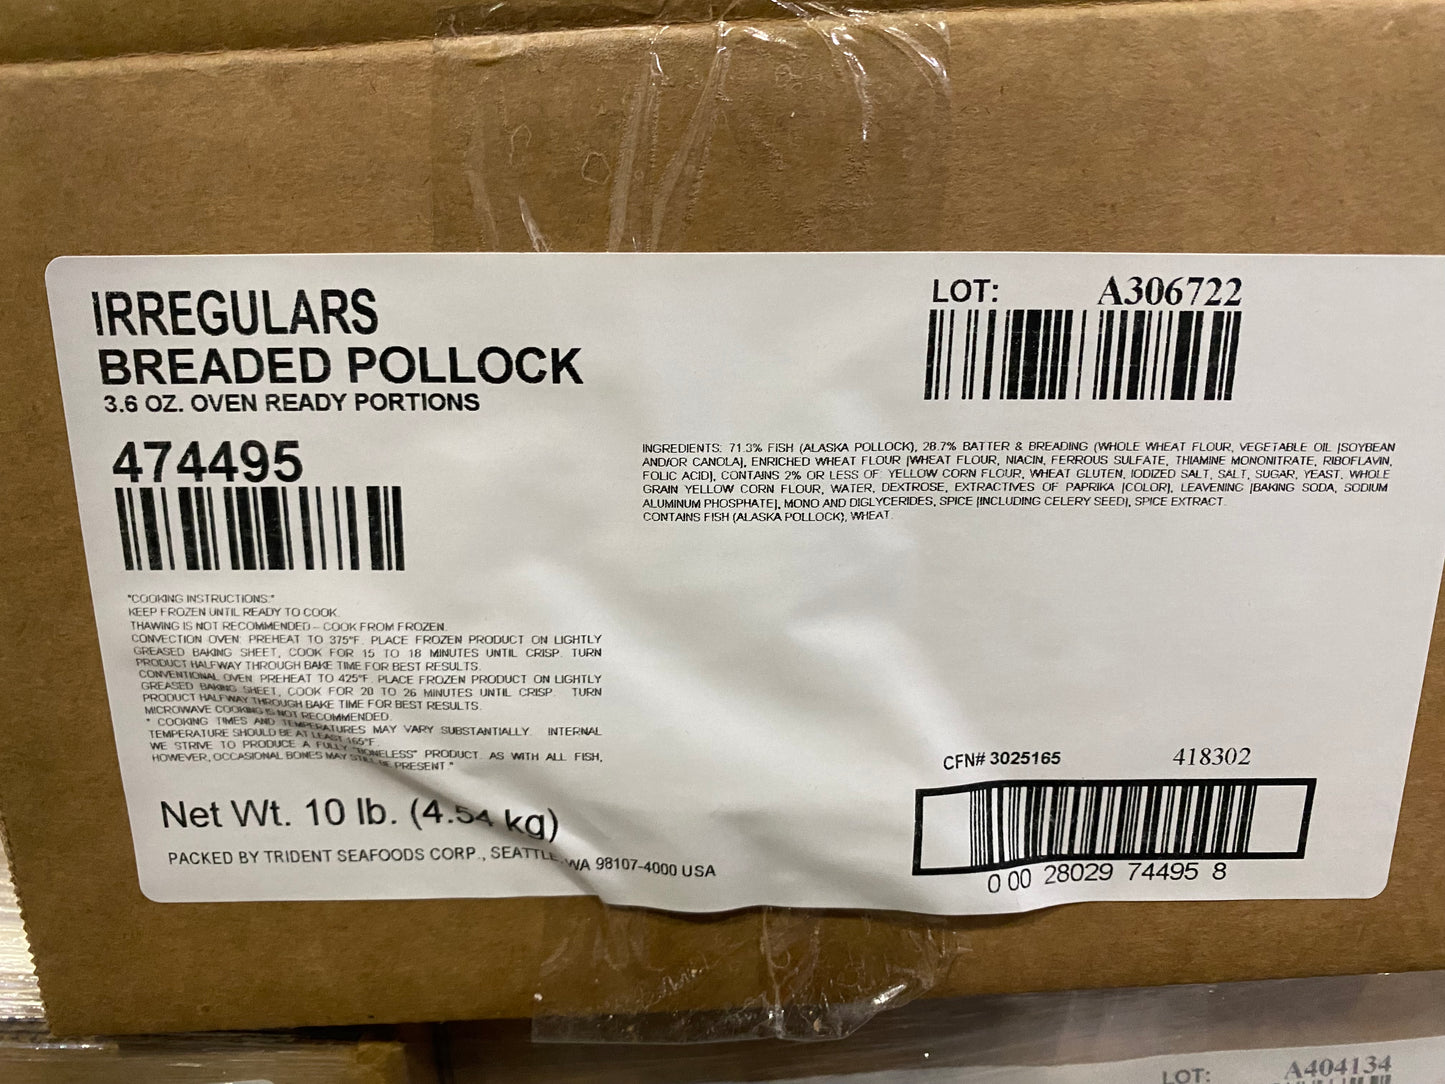 IRREGULARS
BREADED POLLOCK
3.6 OZ. OVEN READY PORTIONS
474495
LOT: A306722
INGREDIENTS: 71.3% FISH (ALASKA POLLOCK), 28.7% BATTER & BREADING (WHOLE WHEAT FLOUR, VEGETABLE OIL [SOYBEAN
AND/OR CANOLA], ENRICHED WHEAT FLOUR [WHEAT FLOUR, NIACIN, FERROUS SULFATE, THIAMINE MONONITRATE, RIBOFLAVIN,
FOLIC ACID], CONTAINS 2% OR LESS OF: YELLOW CORN FLOUR, WHEAT GLUTEN, IODIZED SALT, SALT, SUGAR, YEAST, WHOLE
GRAIN YELLOW CORN FLOUR, WATER, DEXTROSE, EXTRACTIVES OF PAPRIKA [COLOR], LEAVENING [BAKING SODA, SODIUM
ALUMINUM PHOSPHATE], MONO AND DIGLYCERIDES, SPICE [INCLUDING CELERY SEED], SPICE EXTRACT.
CONTAINS FISH (ALASKA POLLOCK), WHEAT.
"COOKING INSTRUCTIONS:"
KEEP FROZEN UNTIL READY TO COOK.
THAWING IS NOT RECOMMENDED - COOK FROM FROZEN.
CONVECTION OVEN: PREHEAT TO 375°F. PLACE FROZEN PRODUCT ON LIGHTLY
GREASED BAKING SHEET, COOK FOR 15 TO 18 MINUTES UNTIL CRISP. TURN
PRODUCT HALFWAY THROUGH BAKE TIME FOR BEST RESULTS.
CONVENTIONAL OVEN: PREHEAT TO 425°F. PLACE FROZEN PRODUCT ON LIGHTLY
GREASED BAKING SHEET, COOK FOR 20 TO 26 MINUTES UNTIL CRISP. TURN
PRODUCT HALFWAY THROUGH BAKE TIME FOR BEST RESULTS.
MICROWAVE COOKING IS NOT RECOMMENDED.
* COOKING TIMES AND TEMPERATURES MAY VARY SUBSTANTIALLY. INTERNAL
TEMPERATURE SHOULD BE AT LEAST 165°F.
WE STRIVE TO PRODUCE A FULLY "BONELESS" PRODUCT. AS WITH ALL FISH,
HOWEVER, OCCASIONAL BONES MAY STILL BE PRESENT."
Net Wt. 10 lb. (4.54 kg)
PACKED BY TRIDENT SEAFOODS CORP., SEATTLE, WA 98107-4000 USA
CFN# 3025165 418302
0 00 28029 74495 8
LOT: A404134